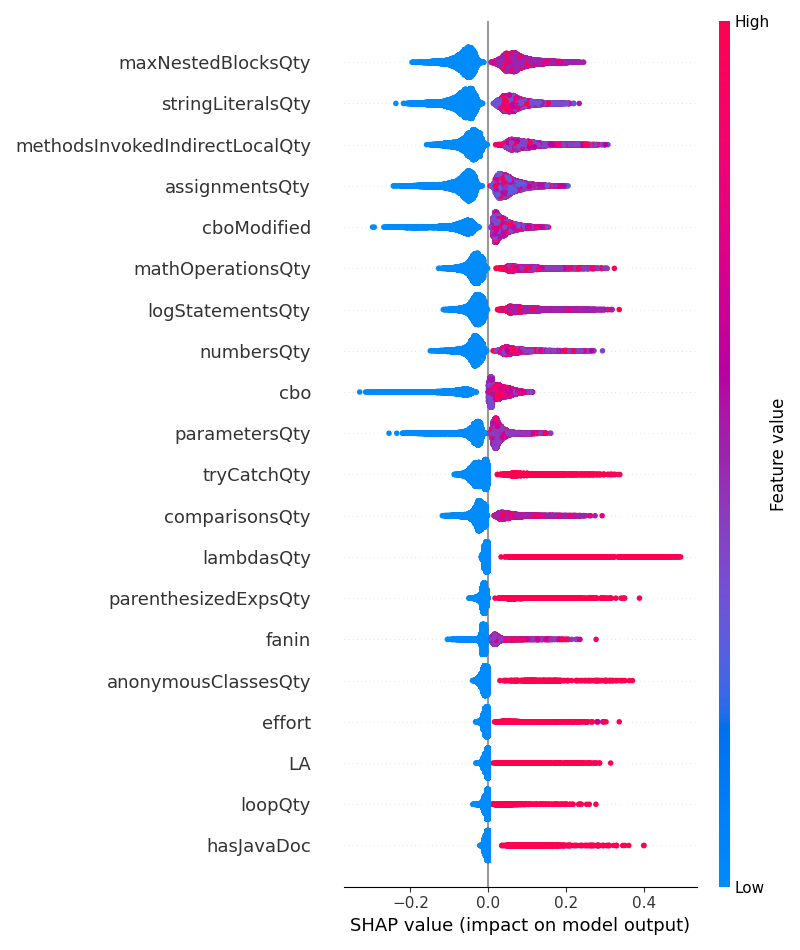 High
maxNestedBlocksQty
stringLiteralsQty
methodsInvokedIndirectLocalQty
assignmentsQty
cboModified
mathOperationsQty
logStatementsQty
numbersQty
cbo
parametersQty
tryCatchQty
comparisonsQty
lambdasQty
parenthesizedExpsQty
fanin
anonymousClassesQty
effort
LA
loopQty
hasJavaDoc
Feature value
Low
−0.2 0.0 0.2 0.4
SHAP value (impact on model output)